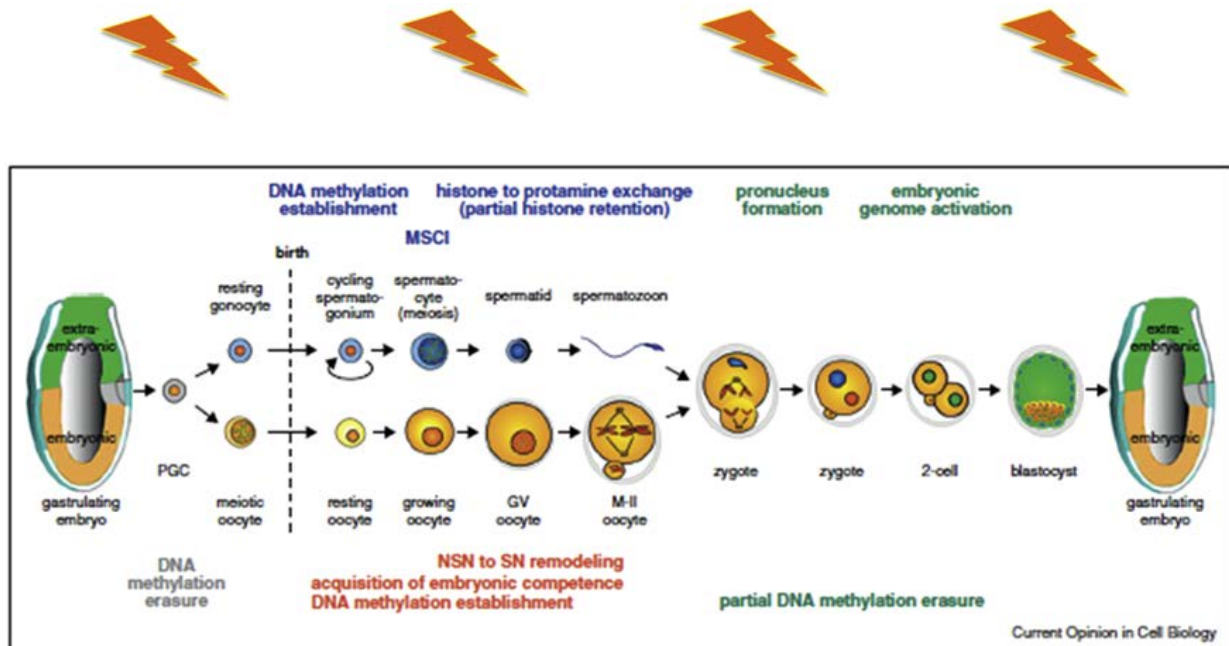 DNA methylation
establishment
histone to protamine exchange
(partial histone retention)
MSCI
pronucleus
formation
embryonic
genome activation
birth
resting
gonocyte
cycling
spermato-
gonium
spermato-
cyte
(meiosis)
spermatid
spermatozoon
extra-
embryonic
embryonic
gastrulating
embryo
PGC
meiotic
oocyte
resting
oocyte
growing
oocyte
GV
oocyte
M-II
oocyte
zygote
zygote
2-cell
blastocyst
extra-
embryonic
embryonic
gastrulating
embryo
DNA
methylation
erasure
NSN to SN remodeling
acquisition of embryonic competence
DNA methylation establishment
partial DNA methylation erasure
Current Opinion in Cell Biology